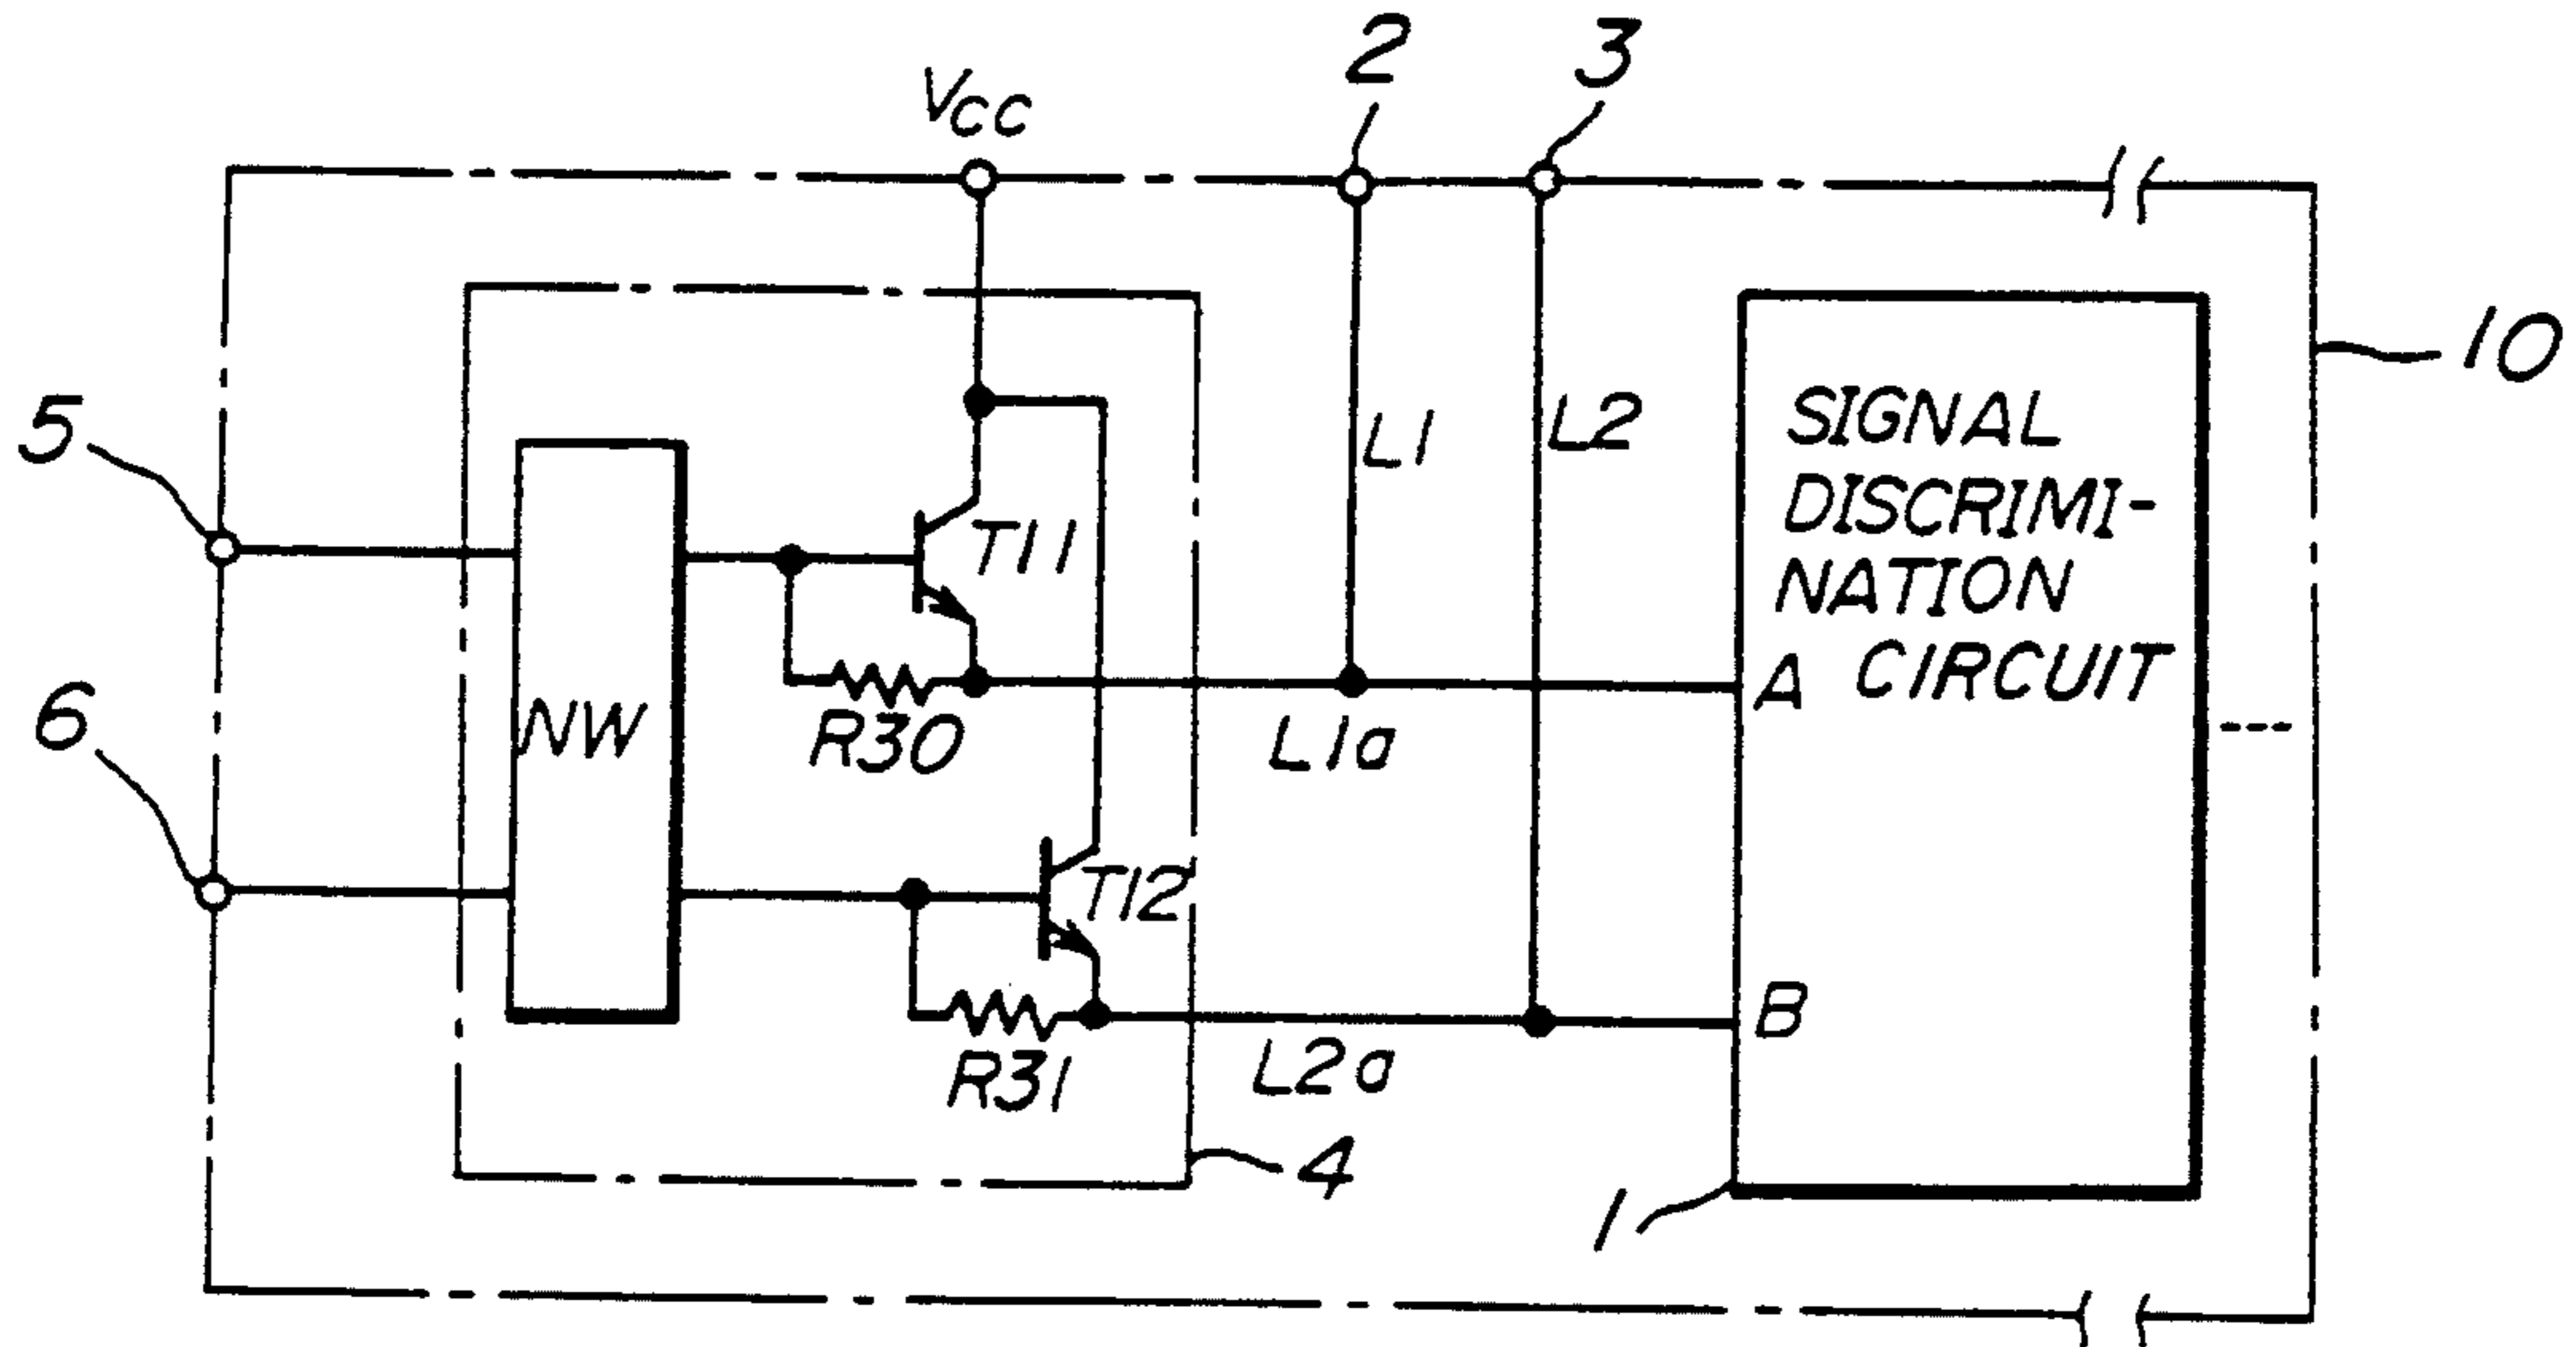 2
3
VCC
10
5
L1
L2
SIGNAL
DISCRIMI-
NATION
CIRCUIT
T11
A
6
NW
R30
L1a
T12
B
R31
L2a
4
1